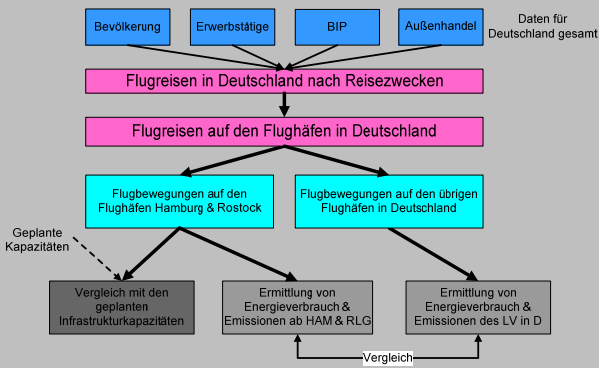 Bevölkerung
Erwerbstätige
BIP
Außenhandel
Daten für
Deutschland gesamt
Flugreisen in Deutschland nach Reisezwecken
Flugreisen auf den Flughäfen in Deutschland
Flugbewegungen auf den
Flughäfen Hamburg & Rostock
Flugbewegungen auf den übrigen
Flughäfen in Deutschland
Geplante
Kapazitäten
Vergleich mit den
geplanten
Infrastrukturkapazitäten
Ermittlung von
Energieverbrauch &
Emissionen ab HAM & RLG
Ermittlung von
Energieverbrauch &
Emissionen des LV in D
Vergleich